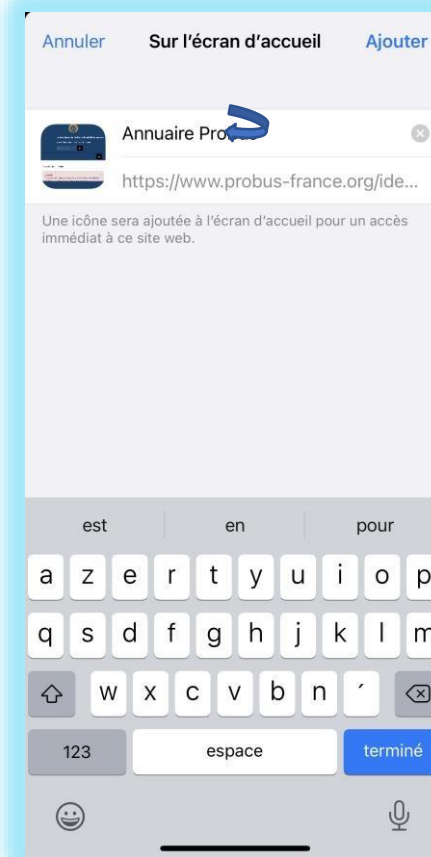 Annuler Sur l'écran d'accueil Ajouter
Annuaire
https://www.probus-france.org/ide...
Une icône sera ajoutée à l'écran d'accueil pour un accès
immédiat à ce site web.
est en pour
a z e r t y u i o p
q s d f g h j k l m
w x c v b n ´
123 espace terminé